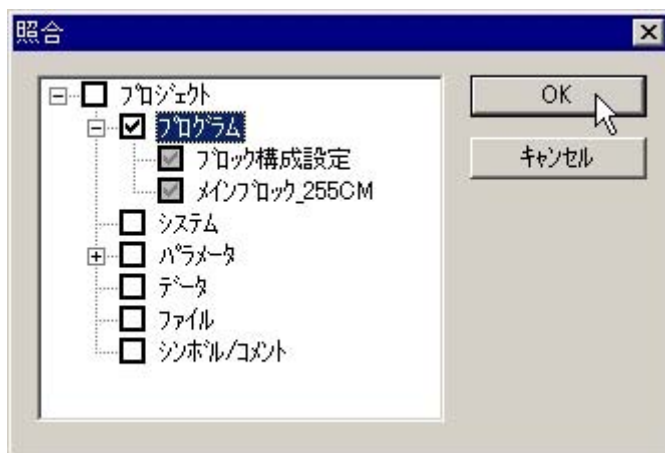 照合
プロジェクト
OK
プログラム
ブロック構成設定
キャンセル
メインブロック_255CM
システム
パラメータ
データ
ファイル
シンボル/コメント